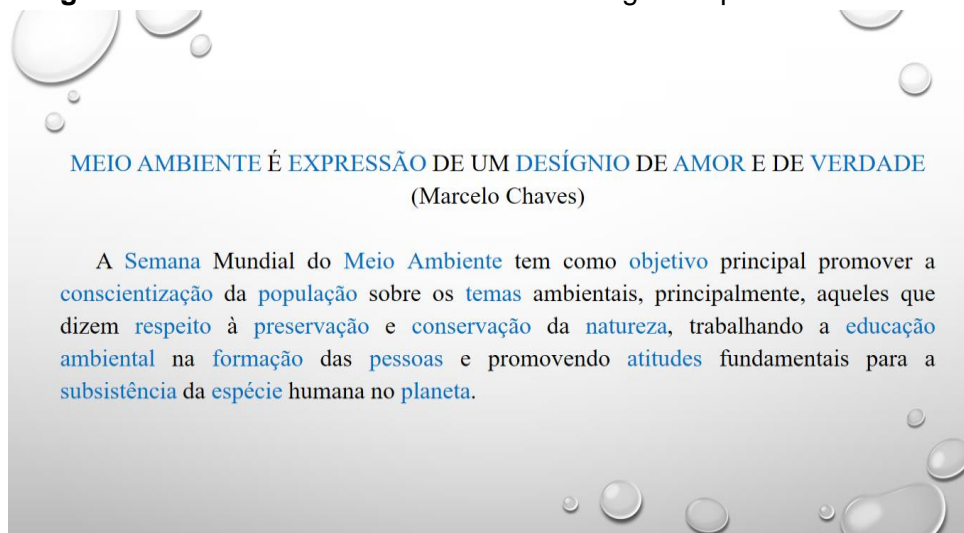 MEIO AMBIENTE É EXPRESSÃO DE UM DESÍGNIO DE AMOR E DE VERDADE
(Marcelo Chaves)
A Semana Mundial do Meio Ambiente tem como objetivo principal promover a
conscientização da população sobre os temas ambientais, principalmente, aqueles que
dizem respeito à preservação e conservação da natureza, trabalhando a educação
ambiental na formação das pessoas e promovendo atitudes fundamentais para a
subsistência da espécie humana no planeta.